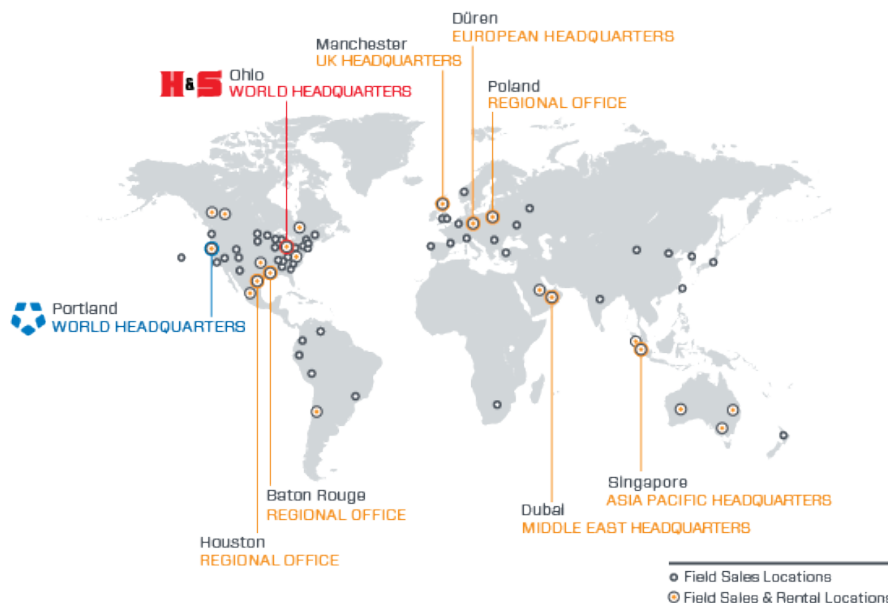 Düren
EUROPEAN HEADQUARTERS
Manchester
UK HEADQUARTERS
H&S
Ohio
WORLD HEADQUARTERS
Poland
REGIONAL OFFICE
Portland
WORLD HEADQUARTERS
Baton Rouge
REGIONAL OFFICE
Houston
REGIONAL OFFICE
Singapore
ASIA PACIFIC HEADQUARTERS
Dubai
MIDDLE EAST HEADQUARTERS
Field Sales Locations
Field Sales & Rental Locations